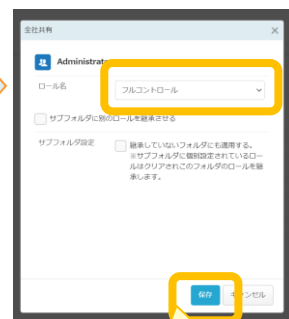 全社共有
Administrat
ロール名
フルコントロール
サブフォルダに別のロールを継承させる
サブフォルダ設定
継承していないフォルダにも適用する。
※サブフォルダに個別設定されているロー
ルはクリアされこのフォルダのロールを継
承します。
保存
キャンセル